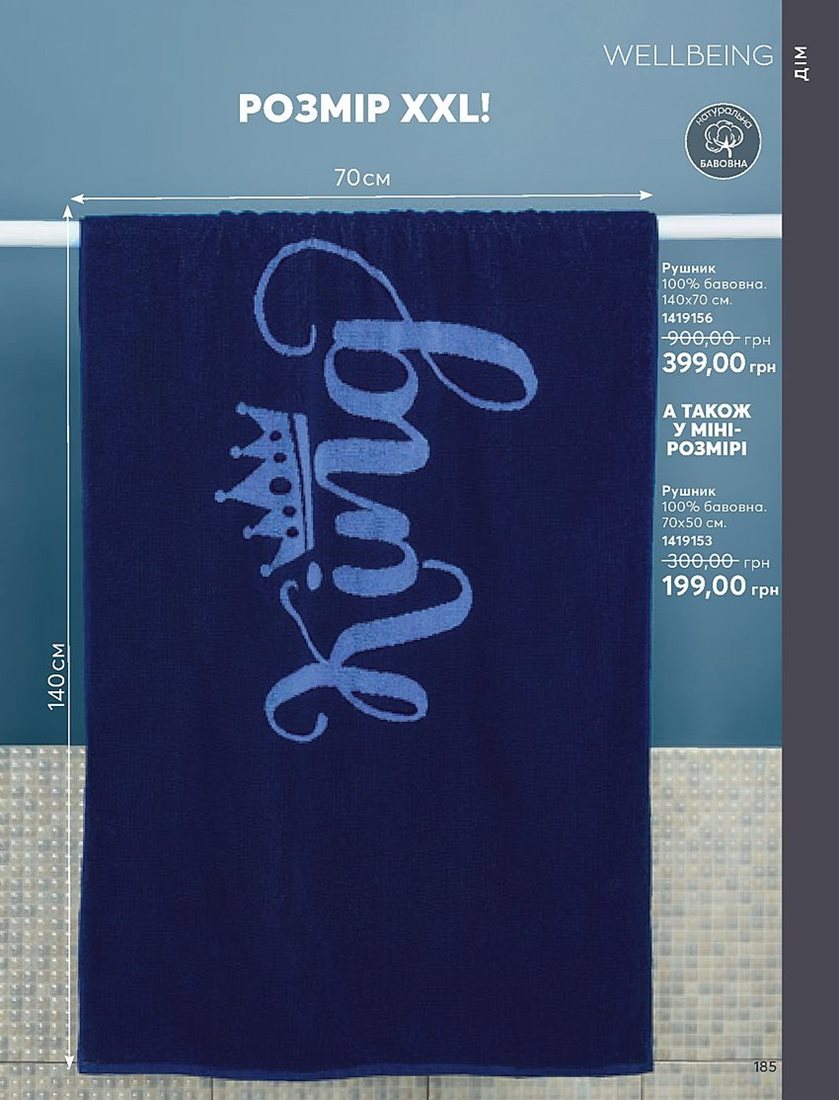 WELLBEING
ДІМ
РОЗМІР XXL!
натуральна
БАВОВНА
70см
140см
King
Рушник
100% бавовна.
140х70 см.
1419156
900,00 грн
399,00 грн
А ТАКОЖ
У МІНІ-
РОЗМІРІ
Рушник
100% бавовна.
70х50 см.
1419153
300,00 грн
199,00 грн
185